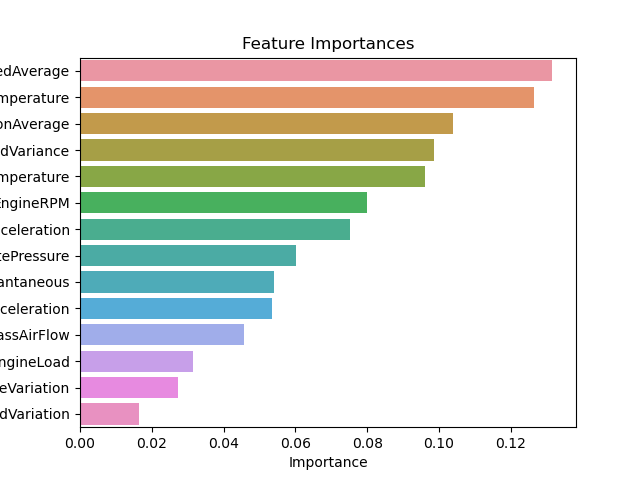 Feature Importances
edAverage
mperature
onAverage
dVariance
mperature
EngineRPM
celeration
tePressure
antaneous
celeration
assAirFlow
ngineLoad
eVariation
dVariation
0.00 0.02 0.04 0.06 0.08 0.10 0.12
Importance